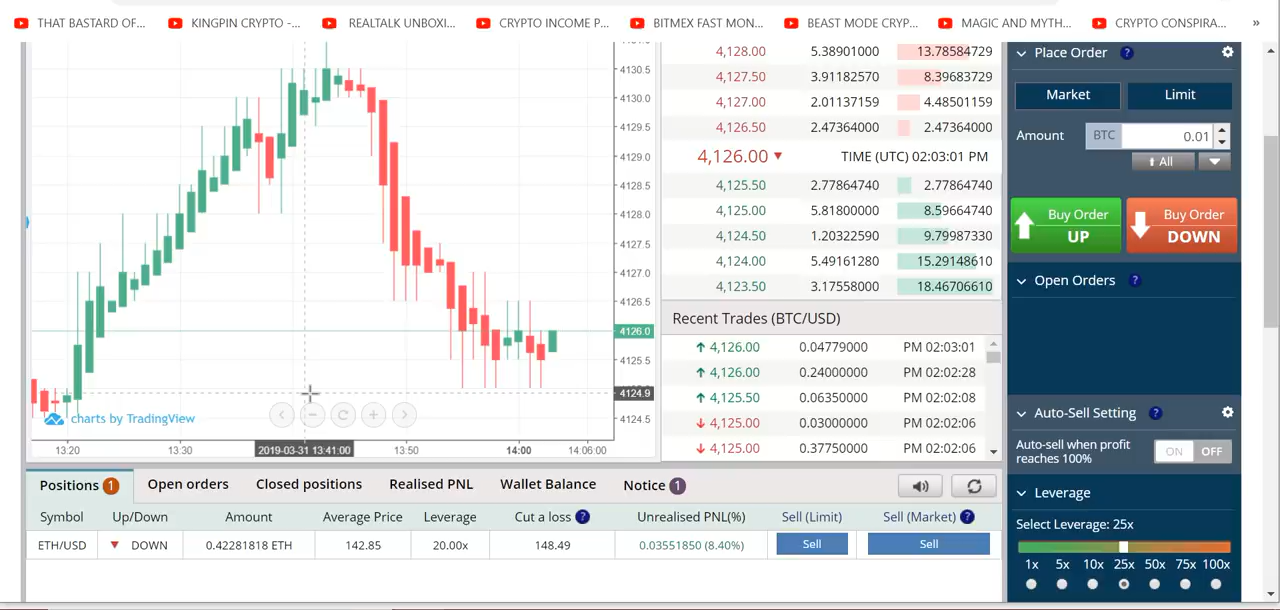 THAT BASTARD OF... KINGPIN CRYPTO -... REALTALK UNBOXI... CRYPTO INCOME P... BITMEX FAST MON... BEAST MODE CRYP... MAGIC AND MYTH... CRYPTO CONSPIRA... »
4130.5
4130.0
4129.5
4129.0
4128.5
4128.0
4127.5
4127.0
4126.5
4126.0
4125.5
4124.9
4124.5
charts by TradingView
13:20 13:30 2019-03-31 13:41:00 13:50 14:00 14:06:00
4,128.00 5.38901000 13.78584729
4,127.50 3.91182570 8.39683729
4,127.00 2.01137159 4.48501159
4,126.50 2.47364000 2.47364000
4,126.00 TIME (UTC) 02:03:01 PM
4,125.50 2.77864740 2.77864740
4,125.00 5.81800000 8.59664740
4,124.50 1.20322590 9.79987330
4,124.00 5.49161280 15.29148610
4,123.50 3.17558000 18.46706610
Recent Trades (BTC/USD)
4,126.00 0.04779000 PM 02:03:01
4,126.00 0.24000000 PM 02:02:28
4,125.50 0.06350000 PM 02:02:08
4,125.00 0.03000000 PM 02:02:06
4,125.00 0.37750000 PM 02:02:06
Place Order ?
Market Limit
Amount BTC 0.01
All
Buy Order UP
Buy Order DOWN
Open Orders ?
Auto-Sell Setting ?
Auto-sell when profit
reaches 100% ON OFF
Leverage
Select Leverage: 25x
1x 5x 10x 25x 50x 75x 100x
Positions 1 Open orders Closed positions Realised PNL Wallet Balance Notice 1
Symbol Up/Down Amount Average Price Leverage Cut a loss ? Unrealised PNL(%) Sell (Limit) Sell (Market) ?
ETH/USD DOWN 0.42281818 ETH 142.85 20.00x 148.49 0.03551850 (8.40%) Sell Sell